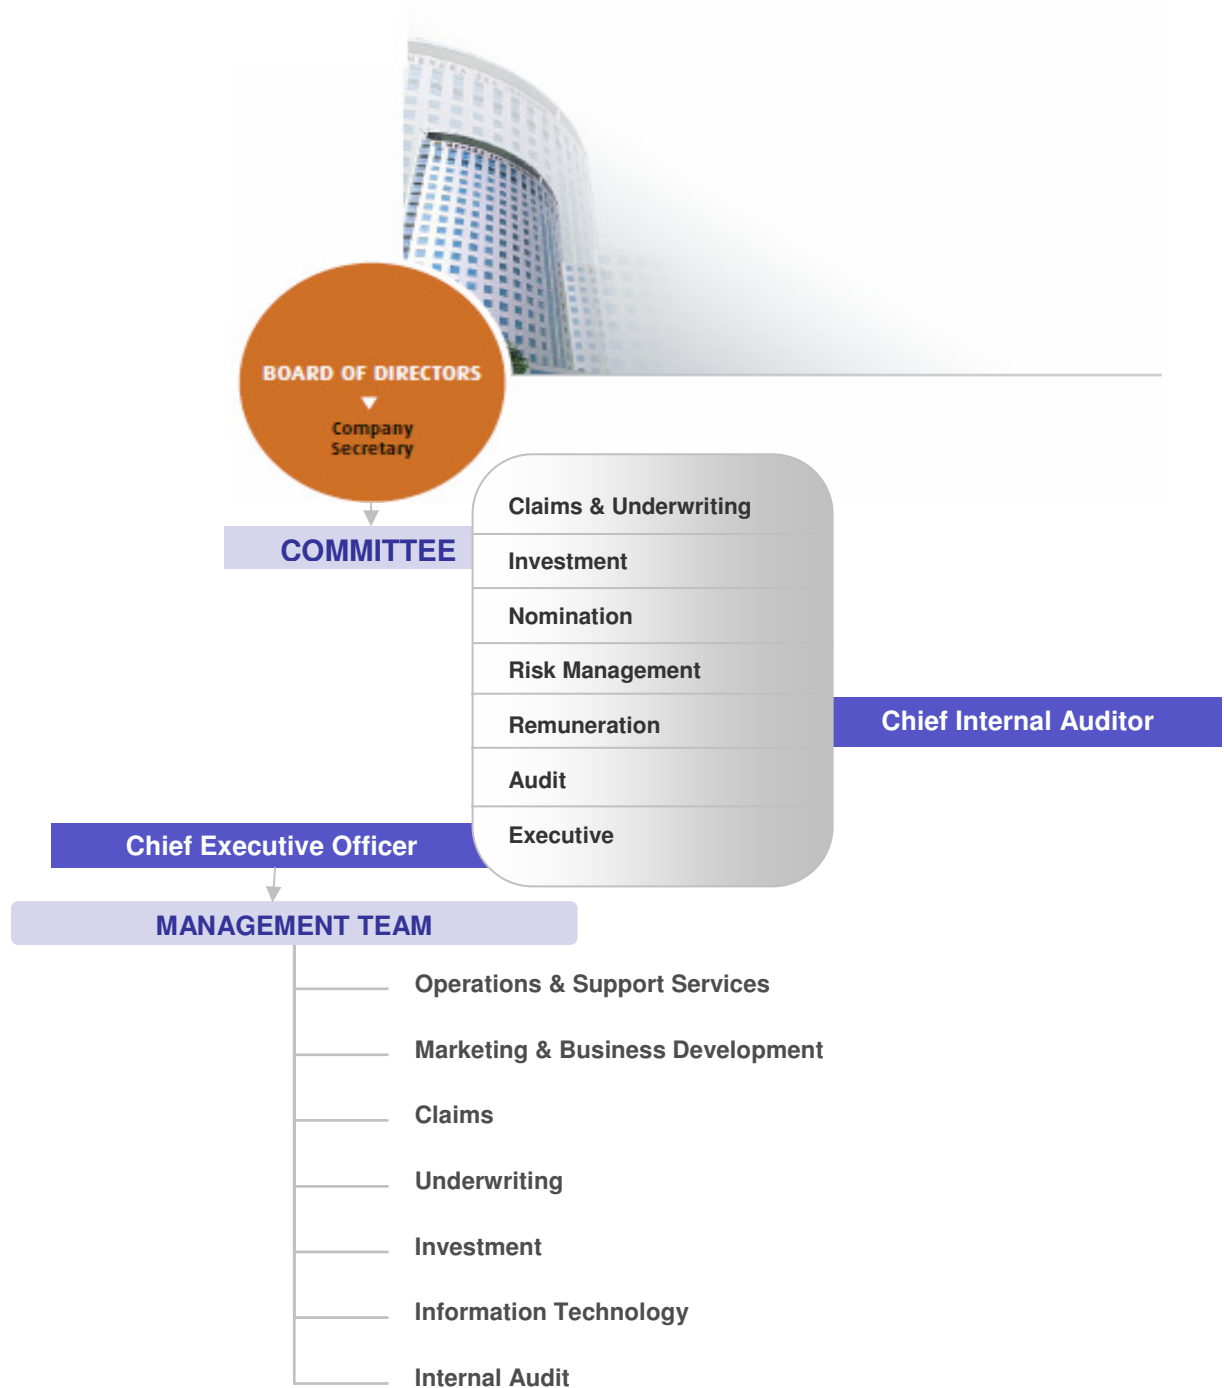 BOARD OF DIRECTORS
Company
Secretary
COMMITTEE
Claims & Underwriting
Investment
Nomination
Risk Management
Remuneration
Audit
Executive
Chief Internal Auditor
Chief Executive Officer
MANAGEMENT TEAM
Operations & Support Services
Marketing & Business Development
Claims
Underwriting
Investment
Information Technology
Internal Audit